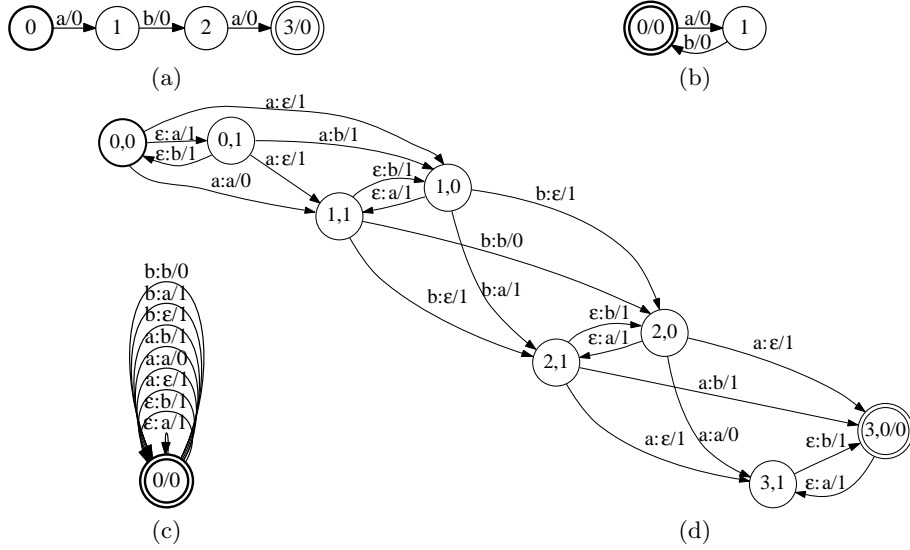 0 a/0 1 b/0 2 a/0 3/0
(a)
0/0 a/0 b/0 1
(b)
a:ε/1
0,0 ε:a/1 ε:b/1 0,1 a:b/1
a:ε/1
a:a/0
1,1 ε:b/1 ε:a/1 1,0
b:ε/1
b:b/0
b:ε/1
b:a/1
2,1 ε:b/1 ε:a/1 2,0
a:ε/1
a:b/1
a:ε/1
a:a/0
3,1 ε:b/1 ε:a/1 3,0/0
(d)
b:b/0
b:a/1
b:ε/1
a:b/1
a:a/0
a:ε/1
ε:b/1
ε:a/1
0/0
(c)